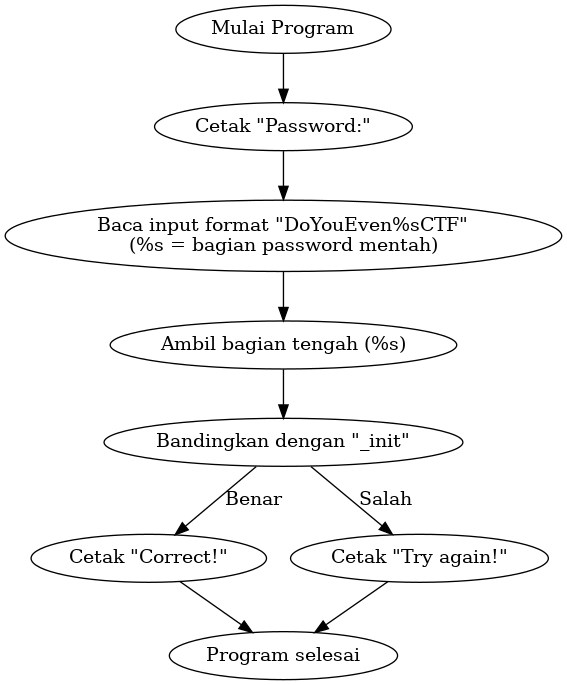 Mulai Program
Cetak "Password:"
Baca input format "DoYouEven%sCTF"
(%s = bagian password mentah)
Ambil bagian tengah (%s)
Bandingkan dengan "_init"
Benar
Salah
Cetak "Correct!"
Cetak "Try again!"
Program selesai